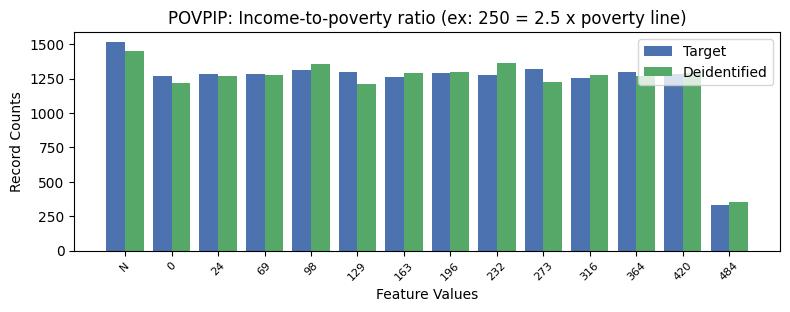 POVPIP: Income-to-poverty ratio (ex: 250 = 2.5 x poverty line)
Record Counts
1500
1250
1000
750
500
250
0
Target
Deidentified
N 0 24 69 98 129 163 196 232 273 316 364 420 484
Feature Values